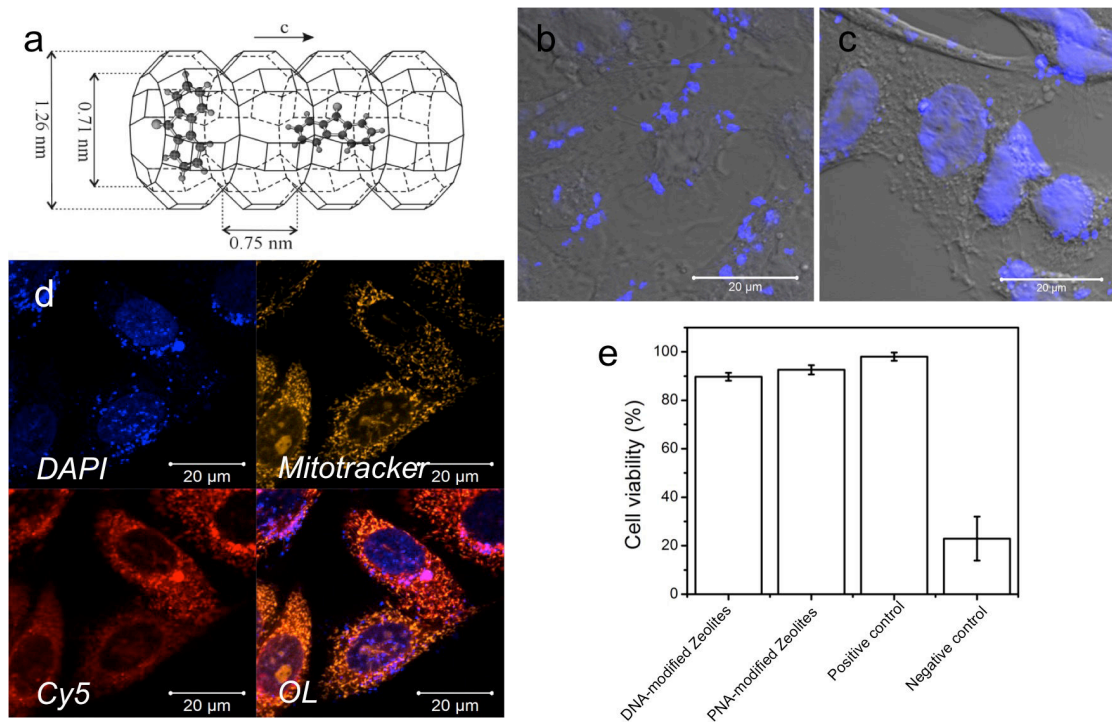 a
c
1.26 nm
0.71 nm
0.75 nm
b
20 µm
c
20 µm
d
DAPI
20 µm
Mitotracker
20 µm
Cy5
20 µm
OL
20 µm
e
Cell viability (%)
100
80
60
40
20
0
DNA-modified Zeolites
PNA-modified Zeolites
Positive control
Negative control